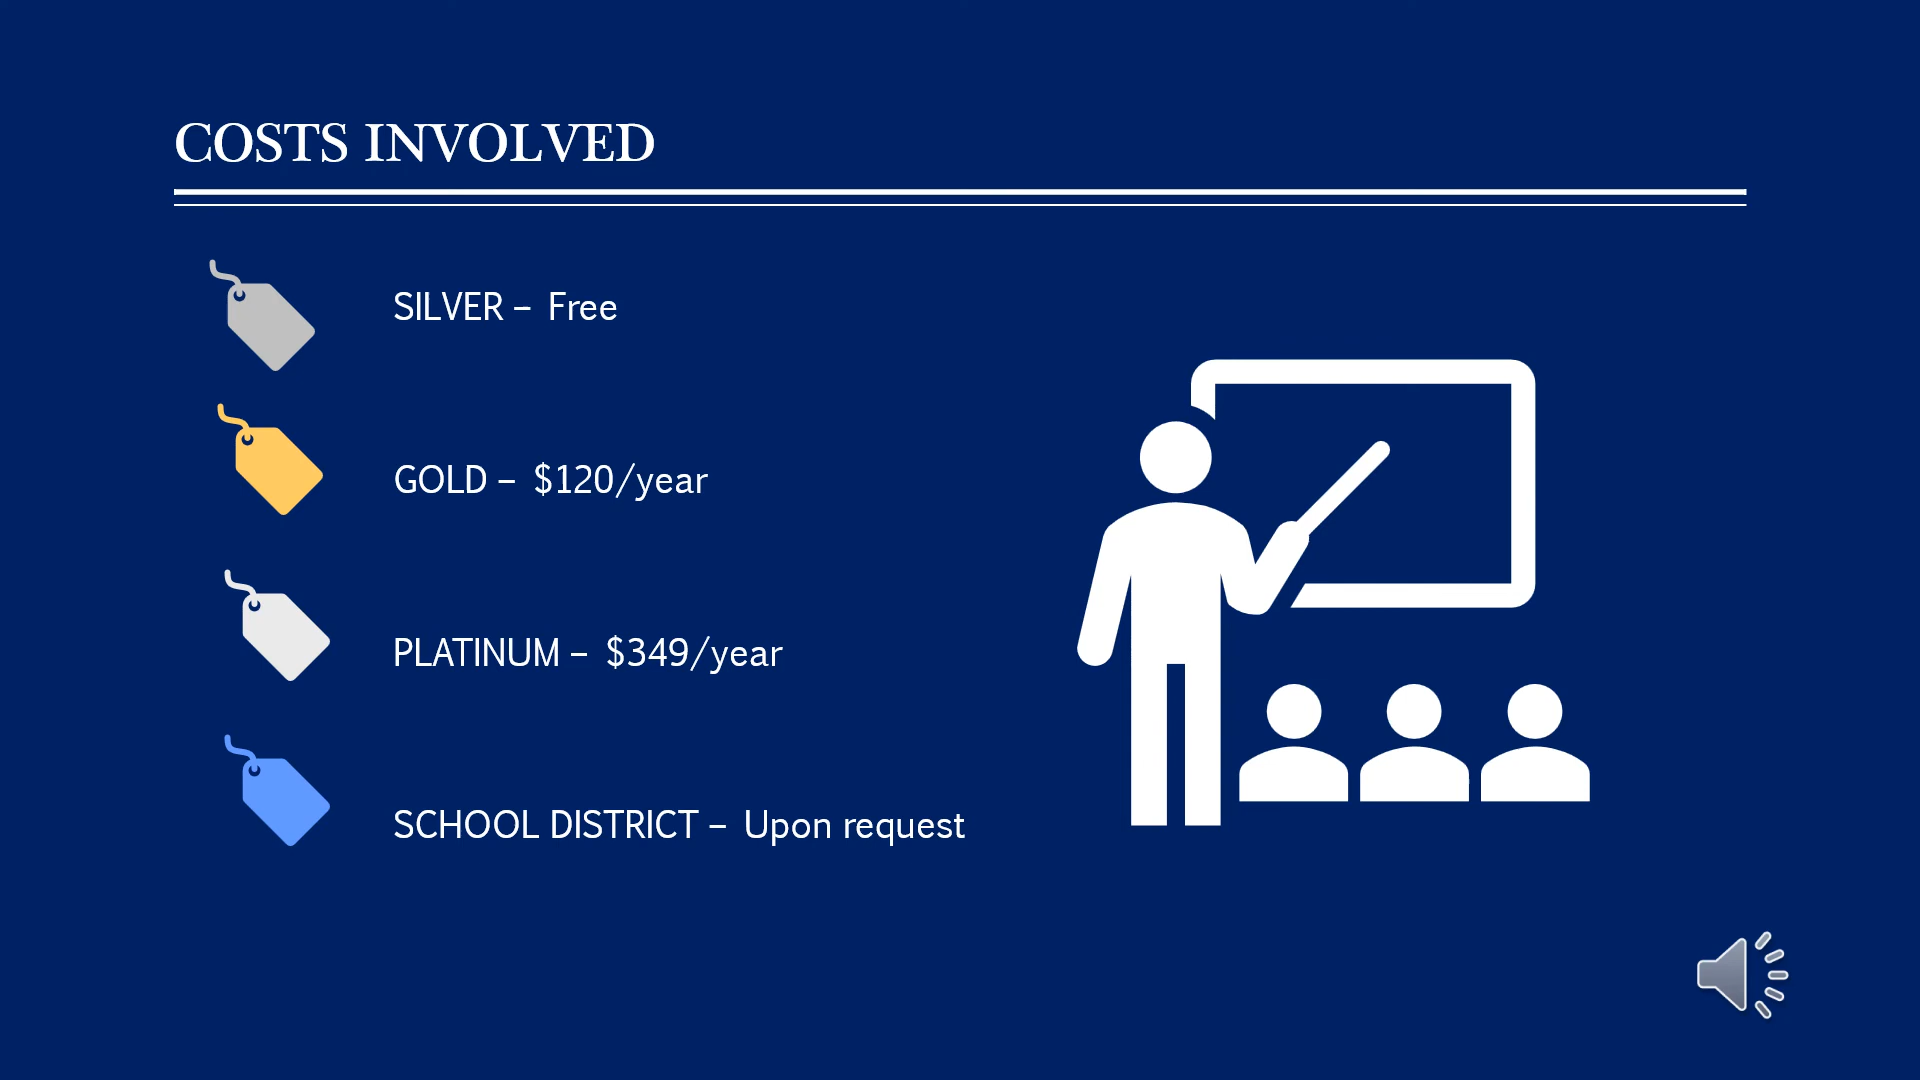 COSTS INVOLVED
SILVER – Free
GOLD – $120/year
PLATINUM – $349/year
SCHOOL DISTRICT – Upon request